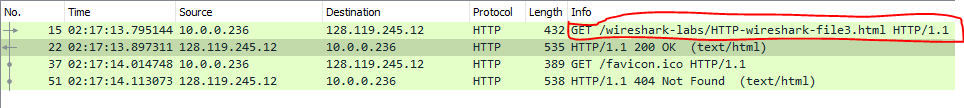 No. Time Source Destination Protocol Length Info
15 02:17:13.795144 10.0.0.236 128.119.245.12 HTTP 432 GET /wireshark-labs/HTTP-wireshark-file3.html HTTP/1.1
22 02:17:13.897311 128.119.245.12 10.0.0.236 HTTP 535 HTTP/1.1 200 OK (text/html)
37 02:17:14.014748 10.0.0.236 128.119.245.12 HTTP 389 GET /favicon.ico HTTP/1.1
51 02:17:14.113073 128.119.245.12 10.0.0.236 HTTP 538 HTTP/1.1 404 Not Found (text/html)